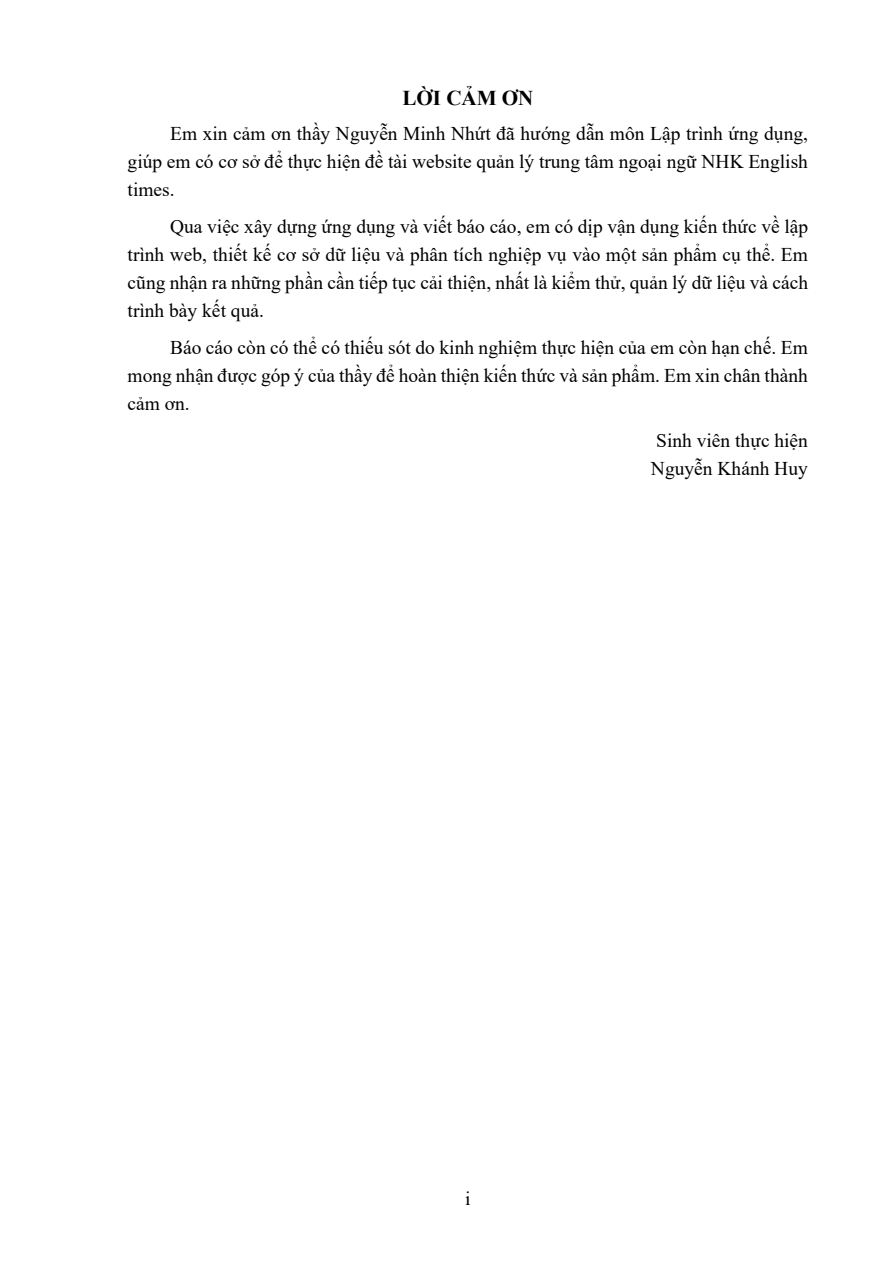 LỜI CẢM ƠN
Em xin cảm ơn thầy Nguyễn Minh Nhứt đã hướng dẫn môn Lập trình ứng dụng,
giúp em có cơ sở để thực hiện đề tài website quản lý trung tâm ngoại ngữ NHK English
times.
Qua việc xây dựng ứng dụng và viết báo cáo, em có dịp vận dụng kiến thức về lập
trình web, thiết kế cơ sở dữ liệu và phân tích nghiệp vụ vào một sản phẩm cụ thể. Em
cũng nhận ra những phần cần tiếp tục cải thiện, nhất là kiểm thử, quản lý dữ liệu và cách
trình bày kết quả.
Báo cáo còn có thể có thiếu sót do kinh nghiệm thực hiện của em còn hạn chế. Em
mong nhận được góp ý của thầy để hoàn thiện kiến thức và sản phẩm. Em xin chân thành
cảm ơn.
Sinh viên thực hiện
Nguyễn Khánh Huy
i